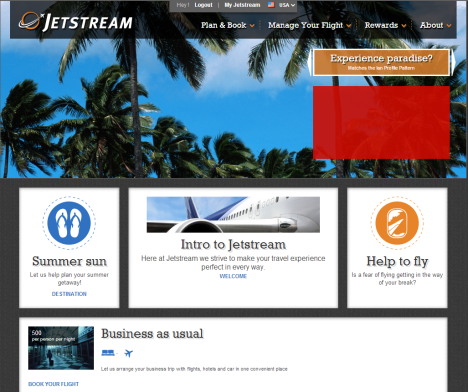 Hey ! Logout | My Jetstream USA
JETSTREAM
Plan & Book Manage Your Flight Rewards About
Experience paradise?
Matches the Ian Profile Pattern
Summer sun
Let us help plan your summer
getaway!
DESTINATION
Intro to Jetstream
Here at Jetstream we strive to make your travel experience
perfect in every way.
WELCOME
Help to fly
Is a fear of flying getting in the way
of your break?
500
per person per night
Business as usual
Let us arrange your business trip with flights, hotels and car in one convenient place
BOOK YOUR FLIGHT